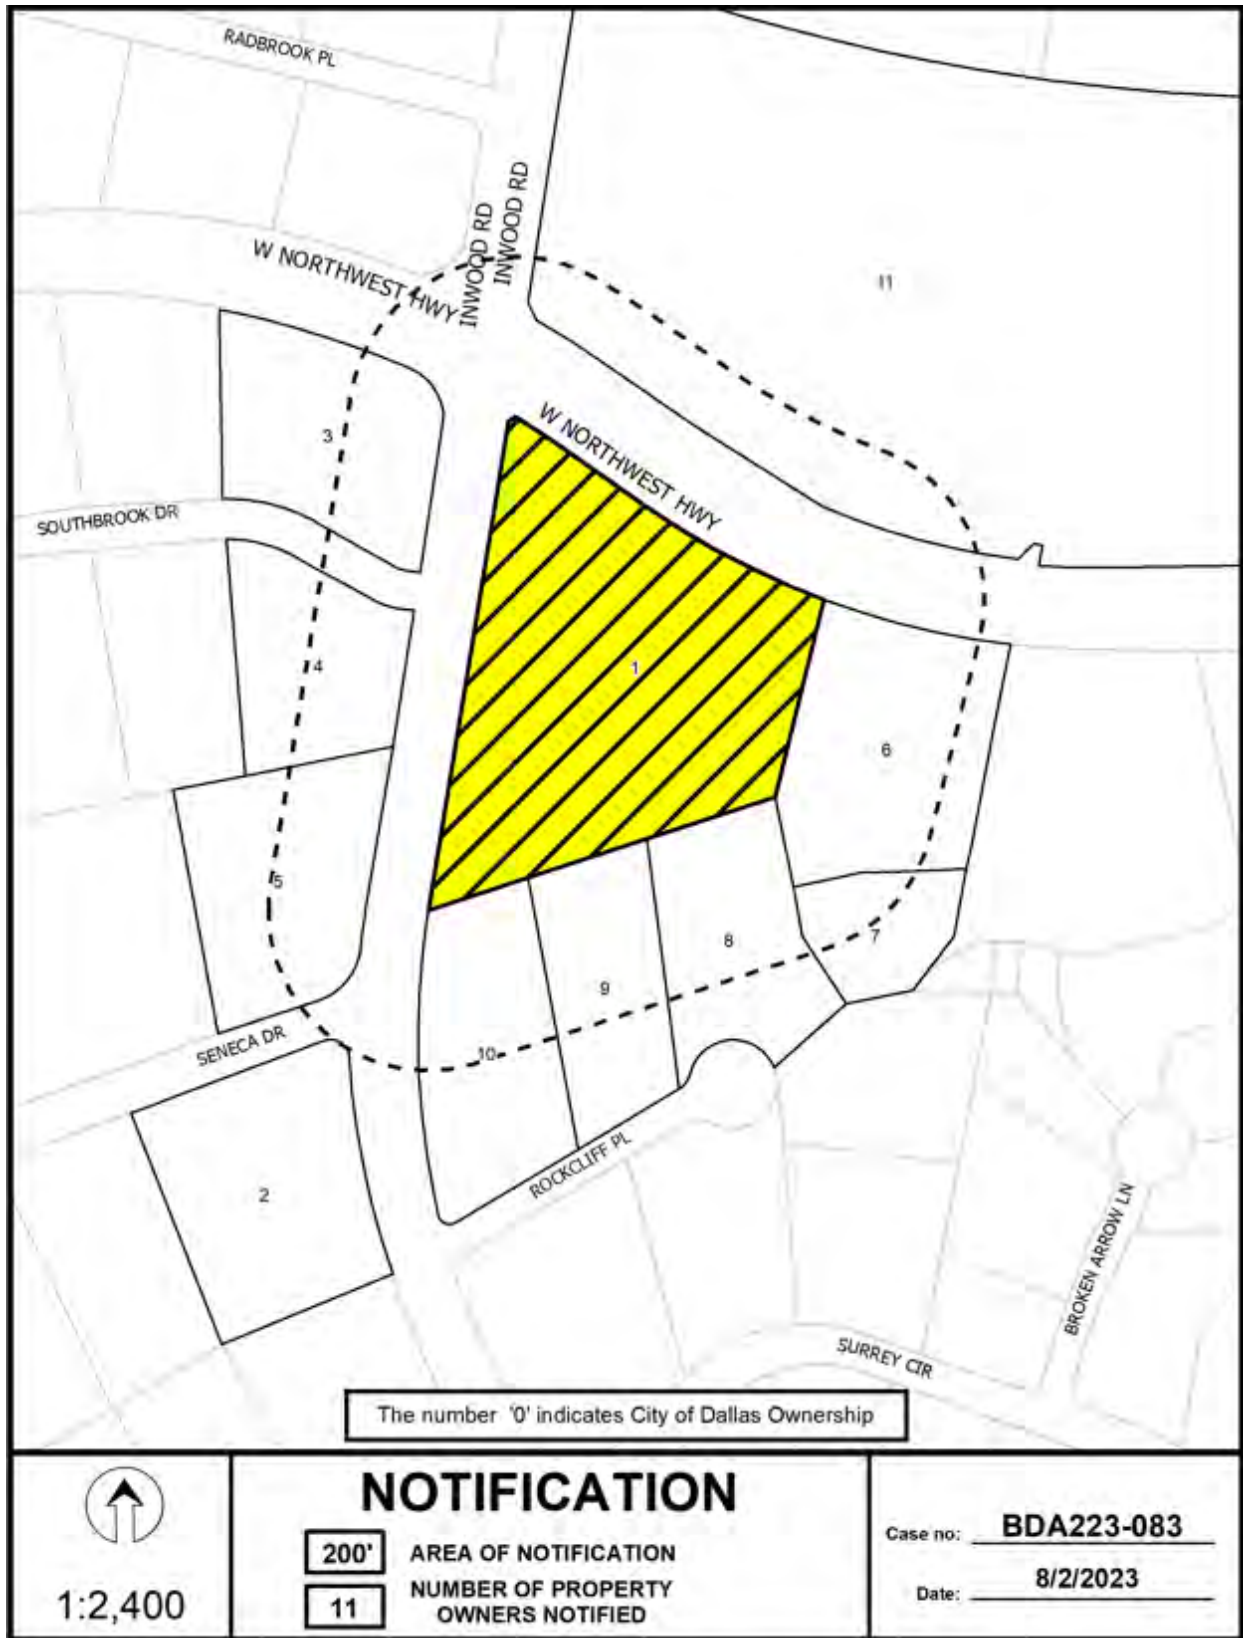 RADBROOK PL
INWOOD RD
INWOOD RD
W NORTHWEST HWY
11
3
W NORTHWEST HWY
SOUTHBROOK DR
4
1
6
5
7
8
9
SENECA DR
10
ROCKCLIFF PL
2
BROKEN ARROW LN
SURREY CIR
The number '0' indicates City of Dallas Ownership
1:2,400
NOTIFICATION
200' AREA OF NOTIFICATION
11 NUMBER OF PROPERTY
OWNERS NOTIFIED
Case no: BDA223-083
Date: 8/2/2023